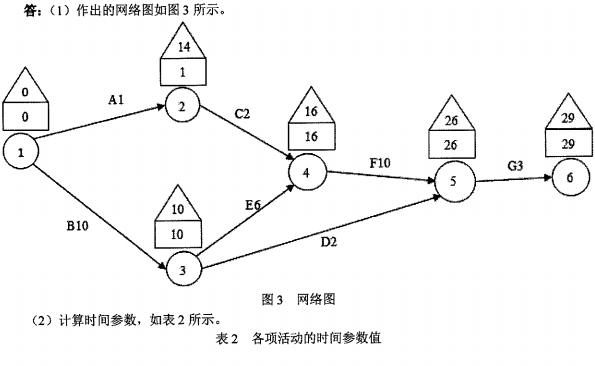 答：（1）作出的网络图如图 3 所示。
0
0
1
A1
14
1
2
C2
16
16
4
F10
26
26
5
G3
29
29
6
B10
10
10
3
E6
D2
图 3 网络图
（2）计算时间参数，如表 2 所示。
表 2 各项活动的时间参数值